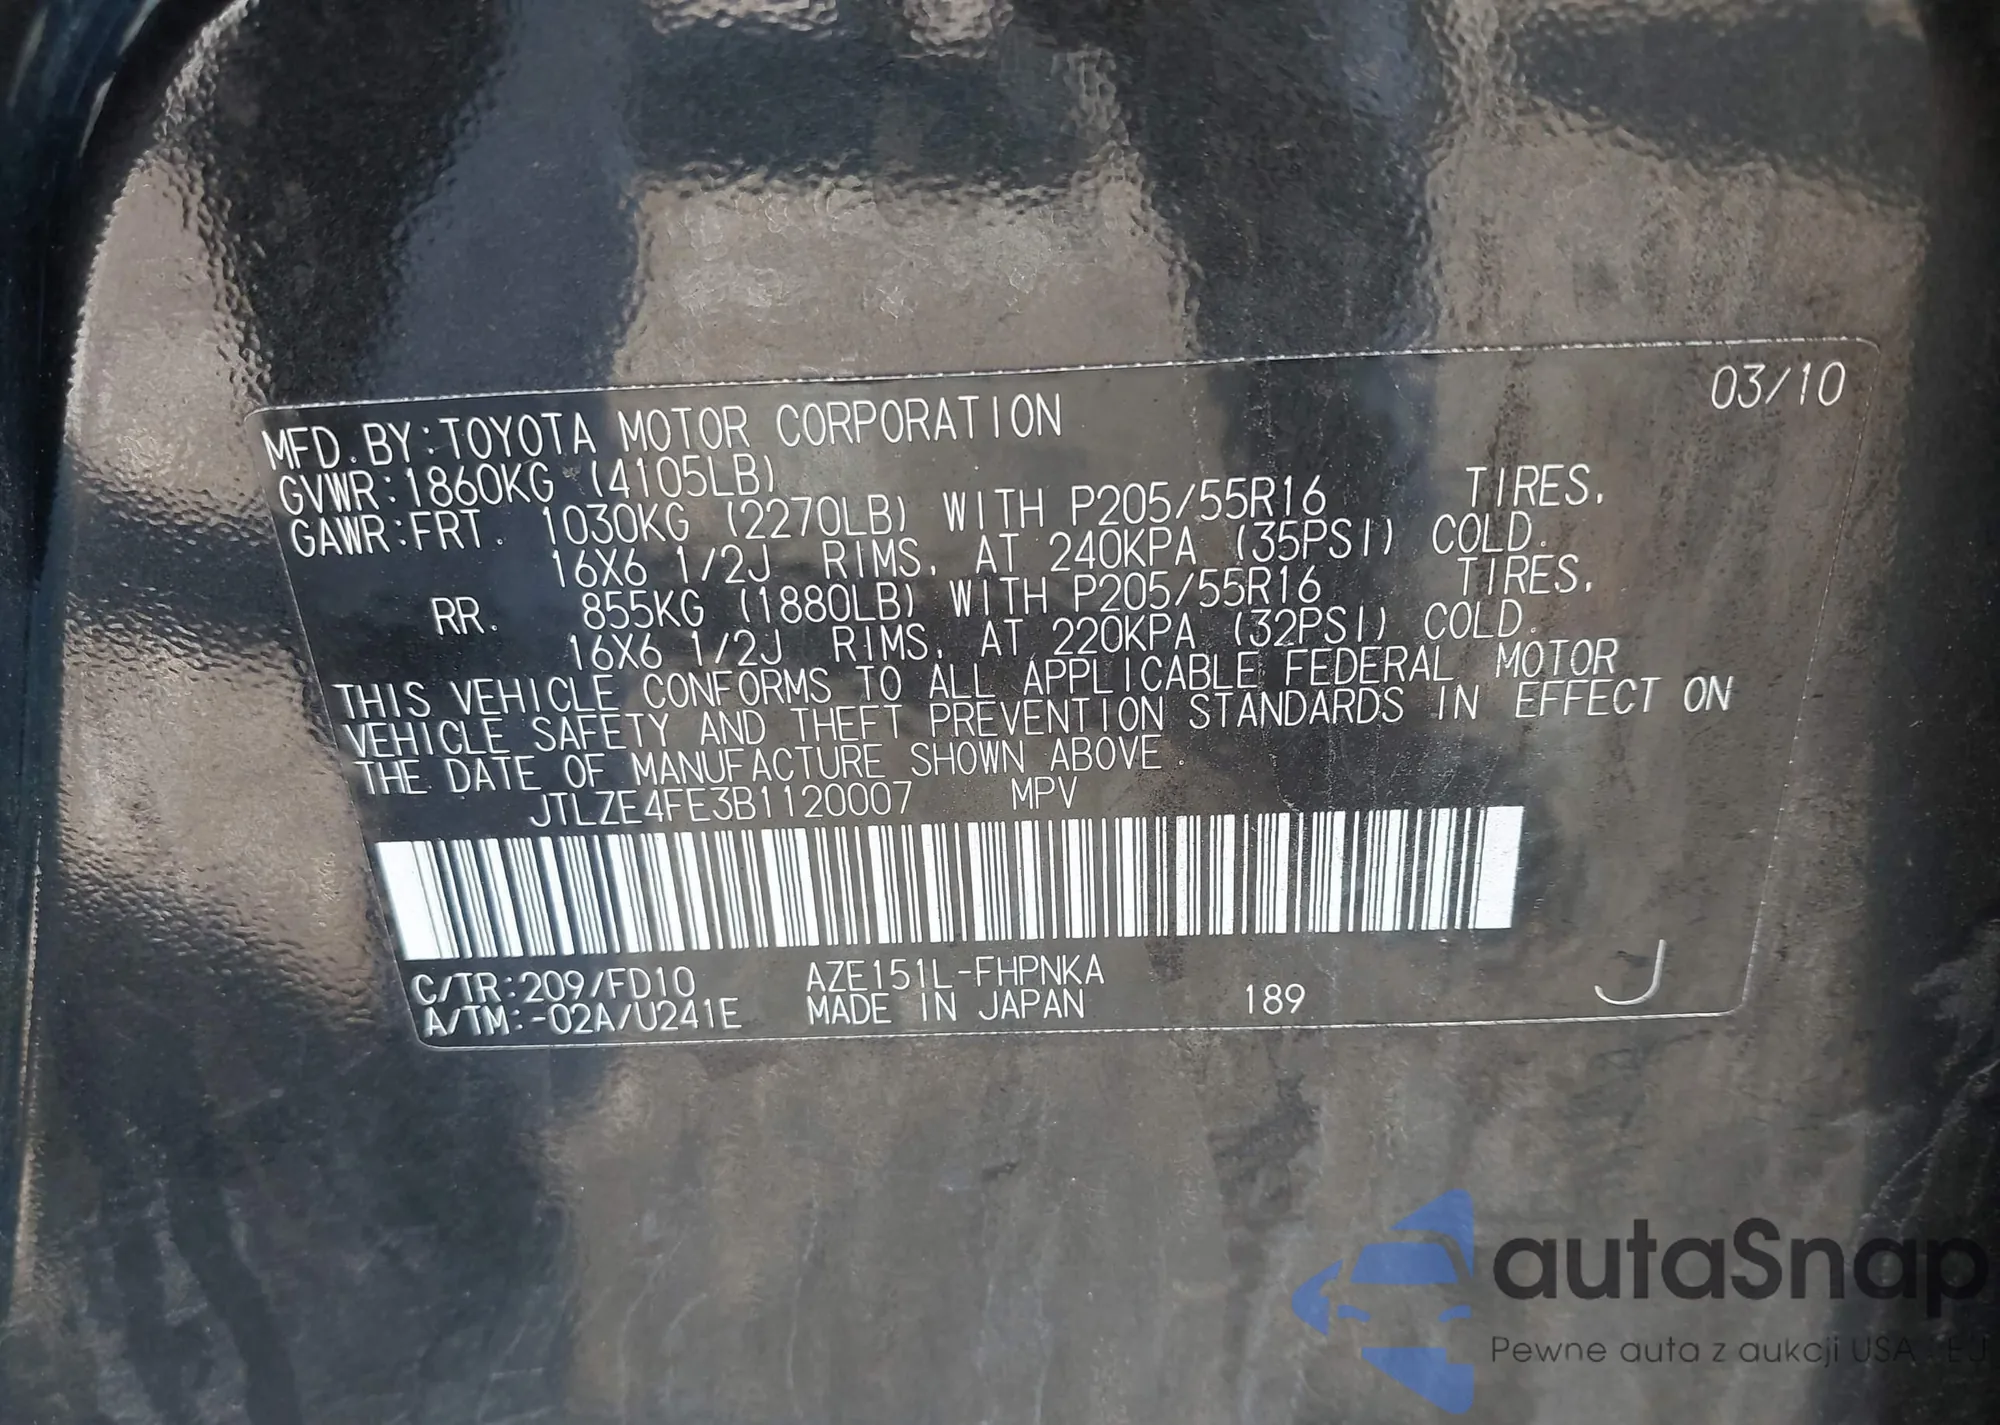 03/10
MFD.BY:TOYOTA MOTOR CORPORATION
GVWR:1860KG (4105LB)
GAWR:FRT. 1030KG (2270LB) WITH P205/55R16 TIRES,
16X6 1/2J RIMS, AT 240KPA (35PSI) COLD.
RR. 855KG (1880LB) WITH P205/55R16 TIRES,
16X6 1/2J RIMS, AT 220KPA (32PSI) COLD.
THIS VEHICLE CONFORMS TO ALL APPLICABLE FEDERAL MOTOR
VEHICLE SAFETY AND THEFT PREVENTION STANDARDS IN EFFECT ON
THE DATE OF MANUFACTURE SHOWN ABOVE.
JTLZE4FE3B1120007 MPV
C/TR:209/FD10 AZE151L-FHPNKA
A/TM:-02A/U241E MADE IN JAPAN 189 J
autaSnap
Pewne auta z aukcji USA - EU